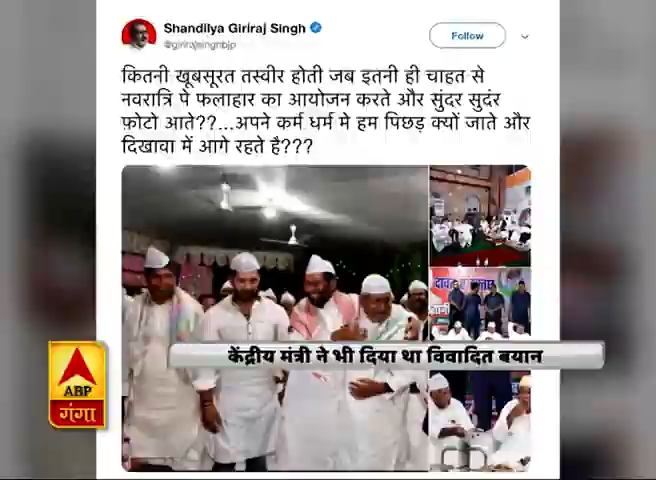 Shandilya Giriraj Singh
@girirajsinghbjp
Follow
कितनी खूबसूरत तस्वीर होती जब इतनी ही चाहत से
नवरात्रि पे फलाहार का आयोजन करते और सुंदर सुदंर
फ़ोटो आते??...अपने कर्म धर्म मे हम पिछड़ क्यों जाते और
दिखावा में आगे रहते है???
केंद्रीय मंत्री ने भी दिया था विवादित बयान
ABP
गंगा